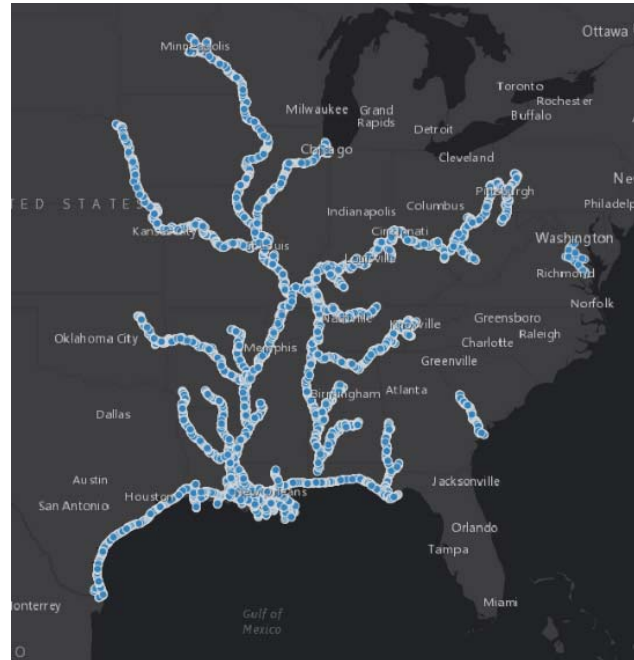 Ottawa
Minneapolis
Toronto
Rochester
Milwaukee
Grand
Rapids
Buffalo
Detroit
Chicago
Cleveland
Ne
TED STATES
Pittsburgh
Philadelp
Columbus
Indianapolis
Kansas City
Cincinnati
Washington
St Louis
Louisville
Richmond
Norfolk
Nashville
Knoxville
Greensboro
Raleigh
Oklahoma City
Memphis
Charlotte
Greenville
Birmingham
Atlanta
Dallas
Austin
Jacksonville
Houston
New Orleans
San Antonio
Orlando
Tampa
Monterrey
Miami
Gulf of
Mexico
O